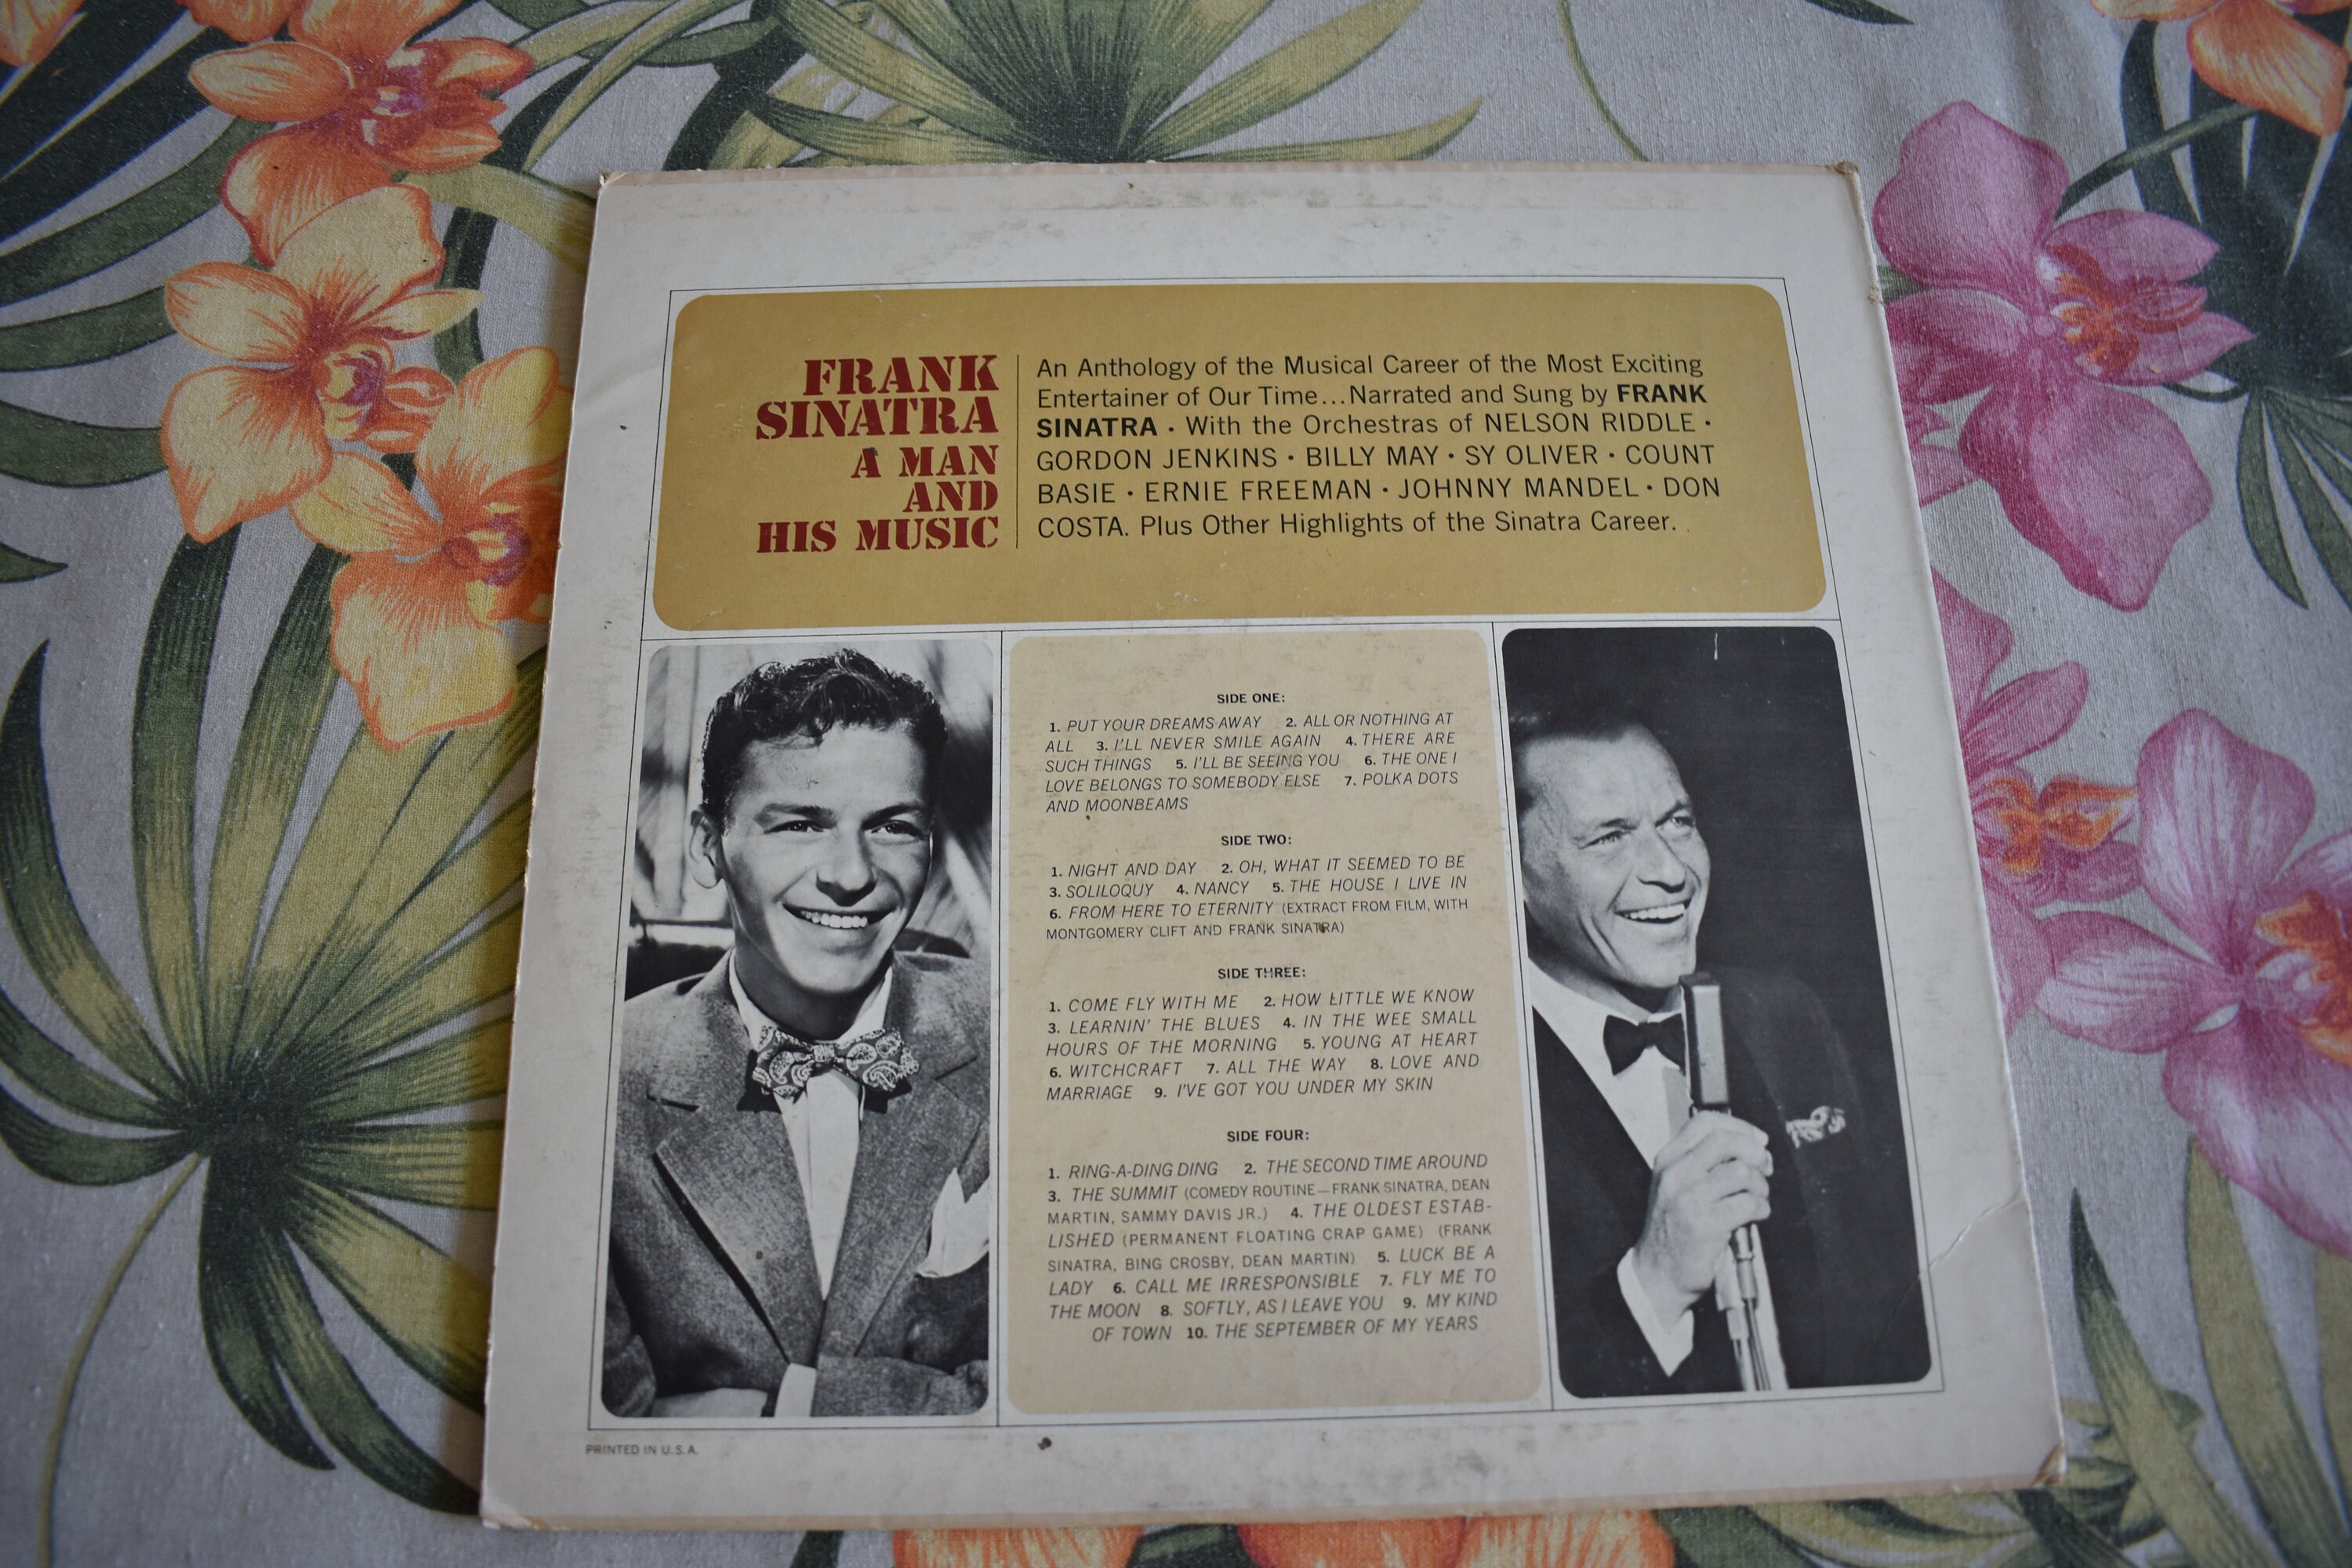 FRANK
SINATRA
A MAN
AND
HIS MUSIC
An Anthology of the Musical Career of the Most Exciting
Entertainer of Our Time...Narrated and Sung by FRANK
SINATRA • With the Orchestras of NELSON RIDDLE •
GORDON JENKINS • BILLY MAY • SY OLIVER • COUNT
BASIE • ERNIE FREEMAN • JOHNNY MANDEL • DON
COSTA. Plus Other Highlights of the Sinatra Career.
SIDE ONE:
1. PUT YOUR DREAMS AWAY 2. ALL OR NOTHING AT
ALL 3. I'LL NEVER SMILE AGAIN 4. THERE ARE
SUCH THINGS 5. I'LL BE SEEING YOU 6. THE ONE I
LOVE BELONGS TO SOMEBODY ELSE 7. POLKA DOTS
AND MOONBEAMS
SIDE TWO:
1. NIGHT AND DAY 2. OH, WHAT IT SEEMED TO BE
3. SOLILOQUY 4. NANCY 5. THE HOUSE I LIVE IN
6. FROM HERE TO ETERNITY (EXTRACT FROM FILM, WITH
MONTGOMERY CLIFT AND FRANK SINATRA)
SIDE THREE:
1. COME FLY WITH ME 2. HOW LITTLE WE KNOW
3. LEARNIN' THE BLUES 4. IN THE WEE SMALL
HOURS OF THE MORNING 5. YOUNG AT HEART
6. WITCHCRAFT 7. ALL THE WAY 8. LOVE AND
MARRIAGE 9. I'VE GOT YOU UNDER MY SKIN
SIDE FOUR:
1. RING-A-DING DING 2. THE SECOND TIME AROUND
3. THE SUMMIT (COMEDY ROUTINE—FRANK SINATRA, DEAN
MARTIN, SAMMY DAVIS JR.) 4. THE OLDEST ESTAB-
LISHED (PERMANENT FLOATING CRAP GAME) (FRANK
SINATRA, BING CROSBY, DEAN MARTIN) 5. LUCK BE A
LADY 6. CALL ME IRRESPONSIBLE 7. FLY ME TO
THE MOON 8. SOFTLY, AS I LEAVE YOU 9. MY KIND
OF TOWN 10. THE SEPTEMBER OF MY YEARS
PRINTED IN U.S.A.